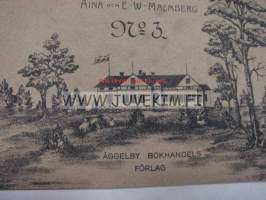 AINA OCH E. W. MALMBERG
No 3.
WWW.JUVEKIM.FI
ÅGGELBY BOKHANDELS
FÖRLAG